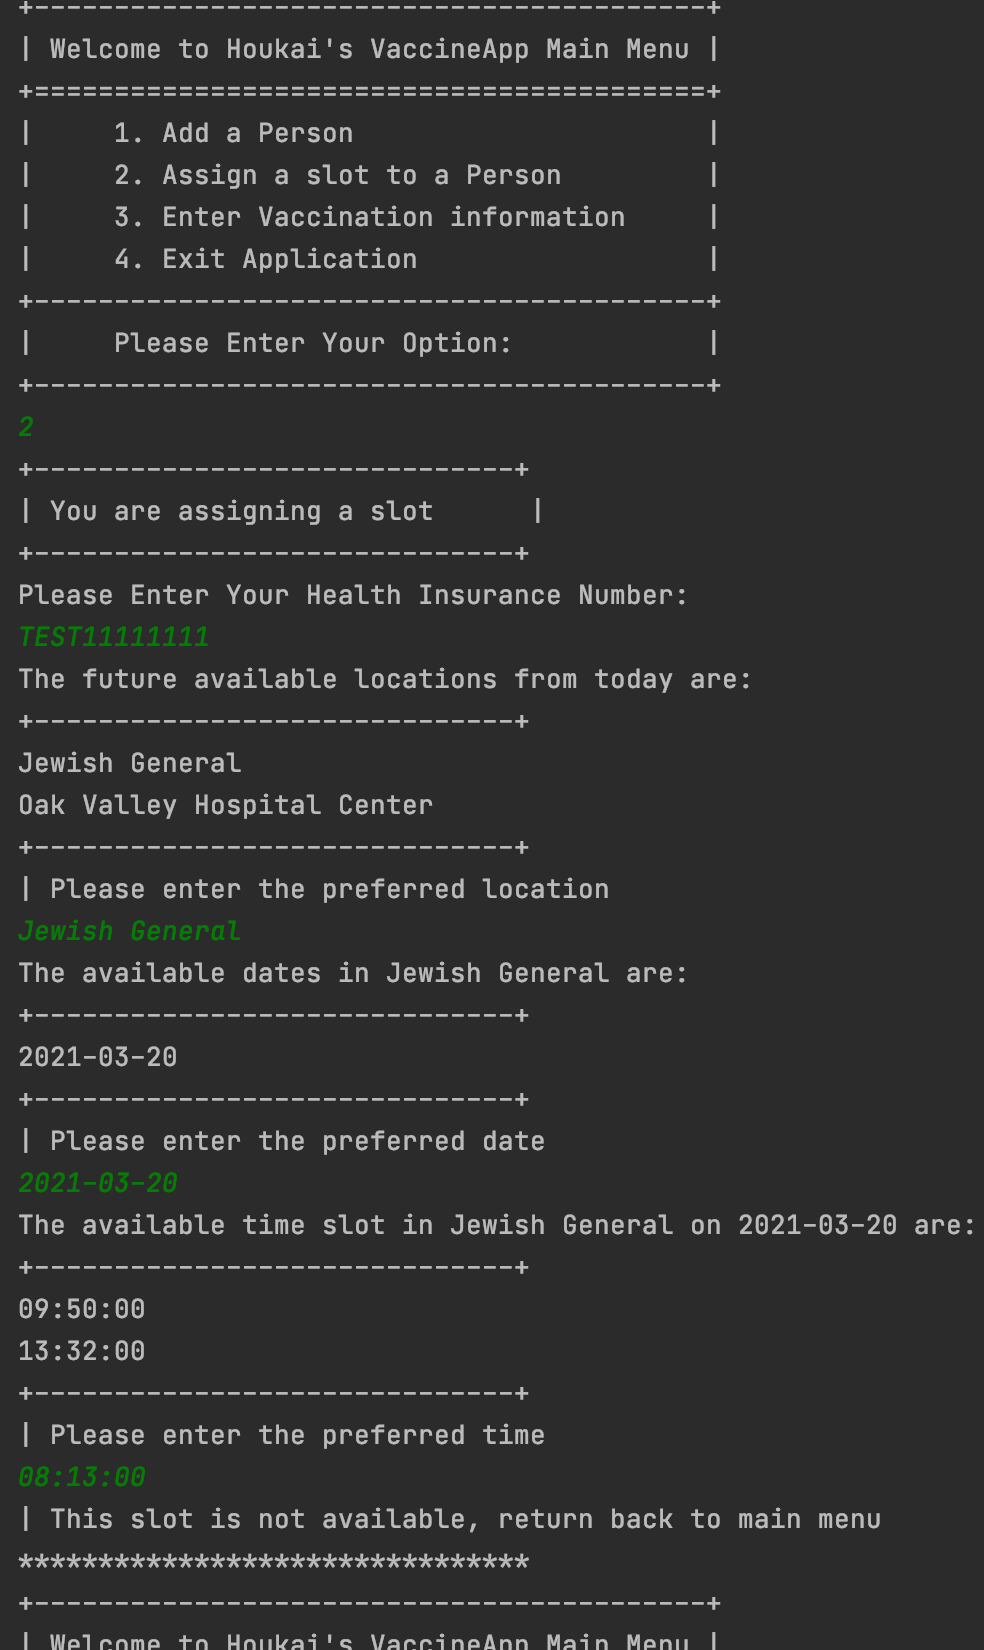 +------------------------------------------+
| Welcome to Houkai's VaccineApp Main Menu |
+==========================================+
|     1. Add a Person                      |
|     2. Assign a slot to a Person         |
|     3. Enter Vaccination information     |
|     4. Exit Application                  |
+------------------------------------------+
|     Please Enter Your Option:            |
+------------------------------------------+
2
+------------------------------+
| You are assigning a slot      |
+------------------------------+
Please Enter Your Health Insurance Number:
TEST11111111
The future available locations from today are:
+------------------------------+
Jewish General
Oak Valley Hospital Center
+------------------------------+
| Please enter the preferred location
Jewish General
The available dates in Jewish General are:
+------------------------------+
2021-03-20
+------------------------------+
| Please enter the preferred date
2021-03-20
The available time slot in Jewish General on 2021-03-20 are:
+------------------------------+
09:50:00
13:32:00
+------------------------------+
| Please enter the preferred time
08:13:00
| This slot is not available, return back to main menu
********************************
+------------------------------------------+
| Welcome to Houkai's VaccineApp Main Menu |